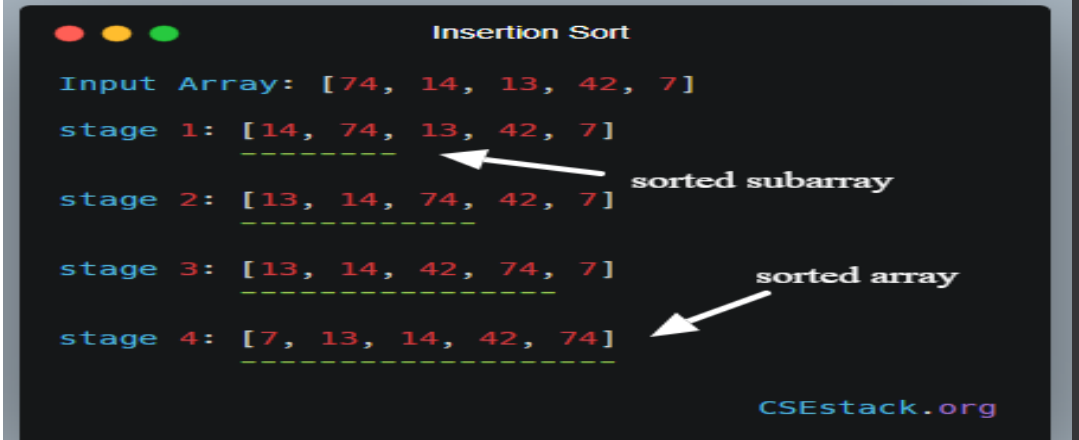 Insertion Sort
Input Array: [74, 14, 13, 42, 7]
stage 1: [14, 74, 13, 42, 7]
sorted subarray
stage 2: [13, 14, 74, 42, 7]
stage 3: [13, 14, 42, 74, 7]
sorted array
stage 4: [7, 13, 14, 42, 74]
CSEstack.org